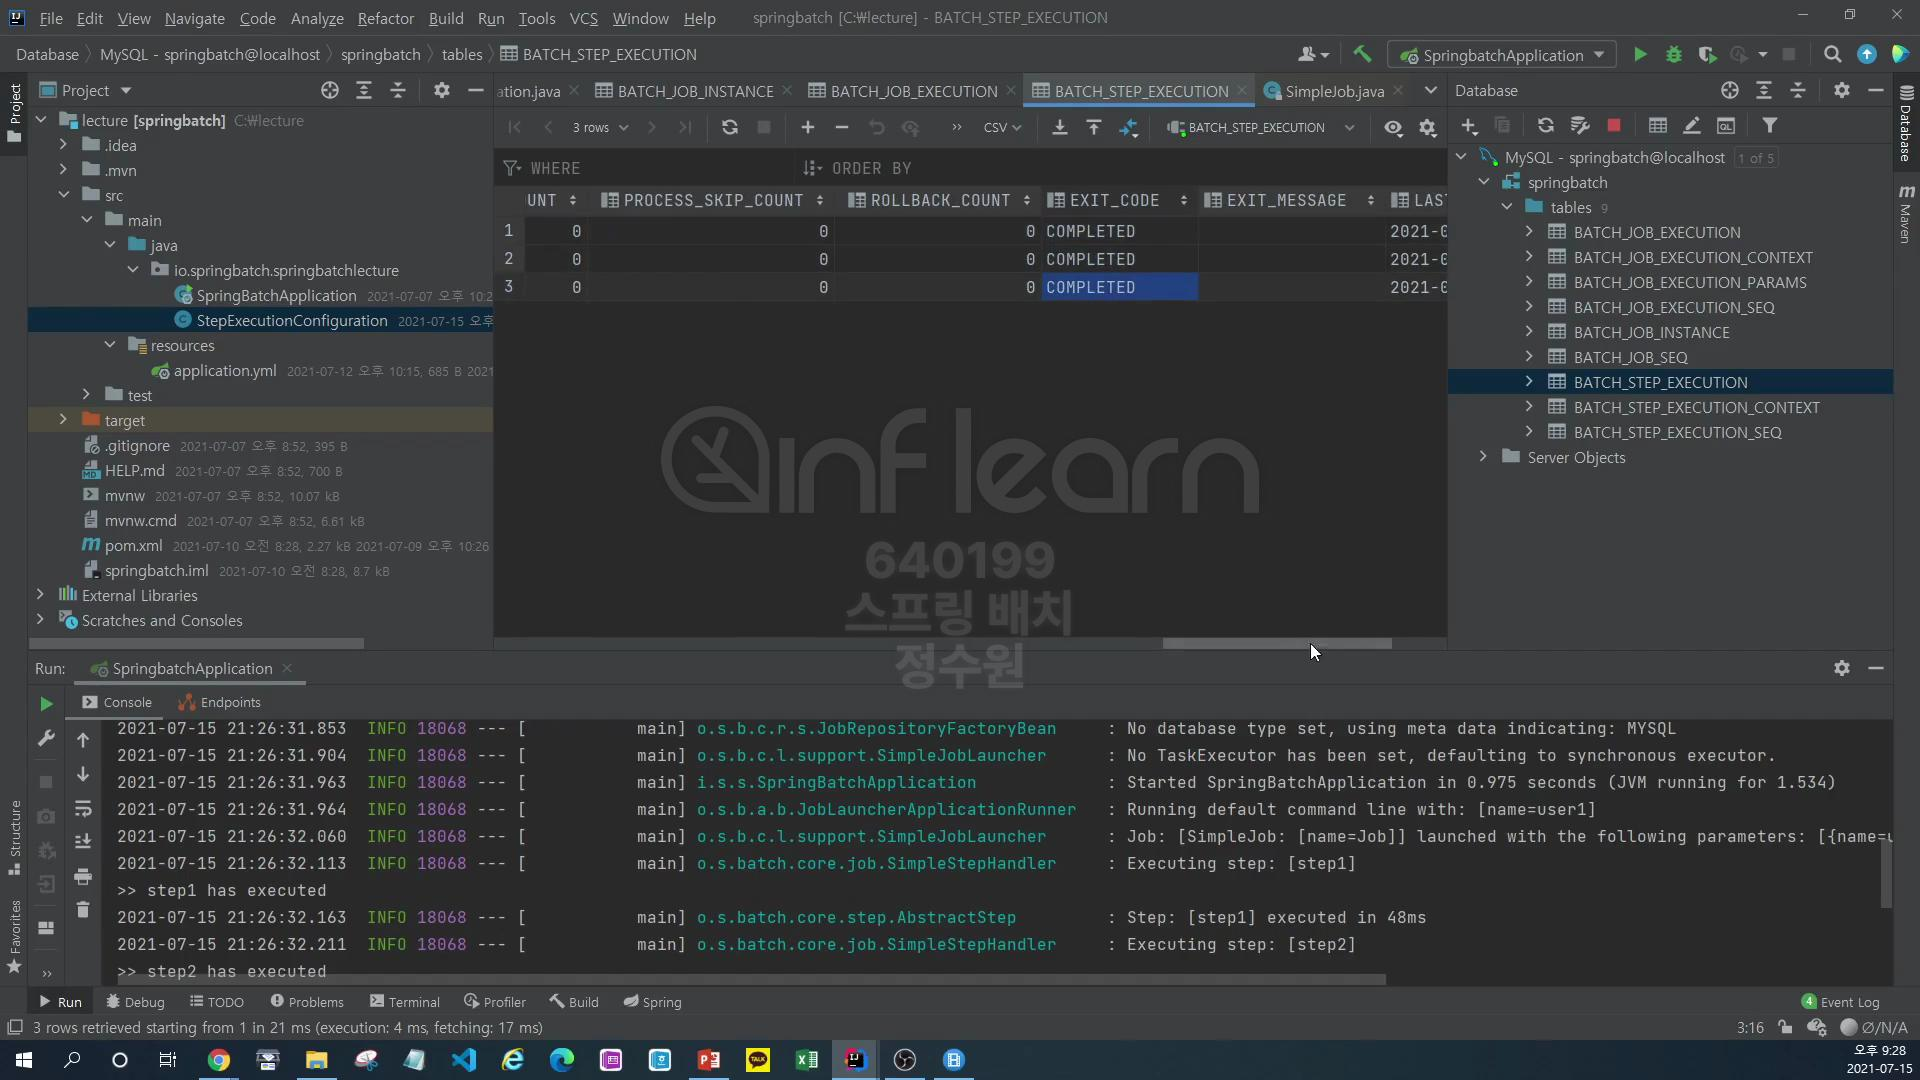 File Edit View Navigate Code Analyze Refactor Build Run Tools VCS Window Help springbatch [C:₩lecture] - BATCH_STEP_EXECUTION
Database MySQL - springbatch@localhost springbatch tables BATCH_STEP_EXECUTION SpringbatchApplication
Project
ation.java BATCH_JOB_INSTANCE BATCH_JOB_EXECUTION BATCH_STEP_EXECUTION SimpleJob.java
3 rows CSV BATCH_STEP_EXECUTION
WHERE ORDER BY
UNT PROCESS_SKIP_COUNT ROLLBACK_COUNT EXIT_CODE EXIT_MESSAGE LAST
1 0 0 0 COMPLETED 2021-0
2 0 0 0 COMPLETED 2021-0
3 0 0 0 COMPLETED 2021-0
Project
lecture [springbatch] C:₩lecture
.idea
.mvn
src
main
java
io.springbatch.springbatchlecture
SpringBatchApplication 2021-07-07 오후 10:2
StepExecutionConfiguration 2021-07-15 오후
resources
application.yml 2021-07-12 오후 10:15, 685 B 2021
test
target
.gitignore 2021-07-07 오후 8:52, 395 B
HELP.md 2021-07-07 오후 8:52, 700 B
mvnw 2021-07-07 오후 8:52, 10.07 kB
mvnw.cmd 2021-07-07 오후 8:52, 6.61 kB
pom.xml 2021-07-10 오전 8:28, 2.27 kB 2021-07-09 오후 10:26
springbatch.iml 2021-07-10 오전 8:28, 8.7 kB
External Libraries
Scratches and Consoles
inflearn
640199
스프링 배치
정수원
Database
MySQL - springbatch@localhost 1 of 5
springbatch
tables 9
BATCH_JOB_EXECUTION
BATCH_JOB_EXECUTION_CONTEXT
BATCH_JOB_EXECUTION_PARAMS
BATCH_JOB_EXECUTION_SEQ
BATCH_JOB_INSTANCE
BATCH_JOB_SEQ
BATCH_STEP_EXECUTION
BATCH_STEP_EXECUTION_CONTEXT
BATCH_STEP_EXECUTION_SEQ
Server Objects
Database
Maven
Run: SpringbatchApplication
Console Endpoints
2021-07-15 21:26:31.853 INFO 18068 --- [ main] o.s.b.c.r.s.JobRepositoryFactoryBean : No database type set, using meta data indicating: MYSQL
2021-07-15 21:26:31.904 INFO 18068 --- [ main] o.s.b.c.l.support.SimpleJobLauncher : No TaskExecutor has been set, defaulting to synchronous executor.
2021-07-15 21:26:31.963 INFO 18068 --- [ main] i.s.s.SpringBatchApplication : Started SpringBatchApplication in 0.975 seconds (JVM running for 1.534)
2021-07-15 21:26:31.964 INFO 18068 --- [ main] o.s.b.a.b.JobLauncherApplicationRunner : Running default command line with: [name=user1]
2021-07-15 21:26:32.060 INFO 18068 --- [ main] o.s.b.c.l.support.SimpleJobLauncher : Job: [SimpleJob: [name=Job]] launched with the following parameters: [{name=u
2021-07-15 21:26:32.113 INFO 18068 --- [ main] o.s.batch.core.job.SimpleStepHandler : Executing step: [step1]
>> step1 has executed
2021-07-15 21:26:32.163 INFO 18068 --- [ main] o.s.batch.core.step.AbstractStep : Step: [step1] executed in 48ms
2021-07-15 21:26:32.211 INFO 18068 --- [ main] o.s.batch.core.job.SimpleStepHandler : Executing step: [step2]
>> step2 has executed
Structure
Favorites
Run Debug TODO Problems Terminal Profiler Build Spring 4 Event Log
3 rows retrieved starting from 1 in 21 ms (execution: 4 ms, fetching: 17 ms) 3:16 Ø/N/A
TALK
오후 9:28
2021-07-15